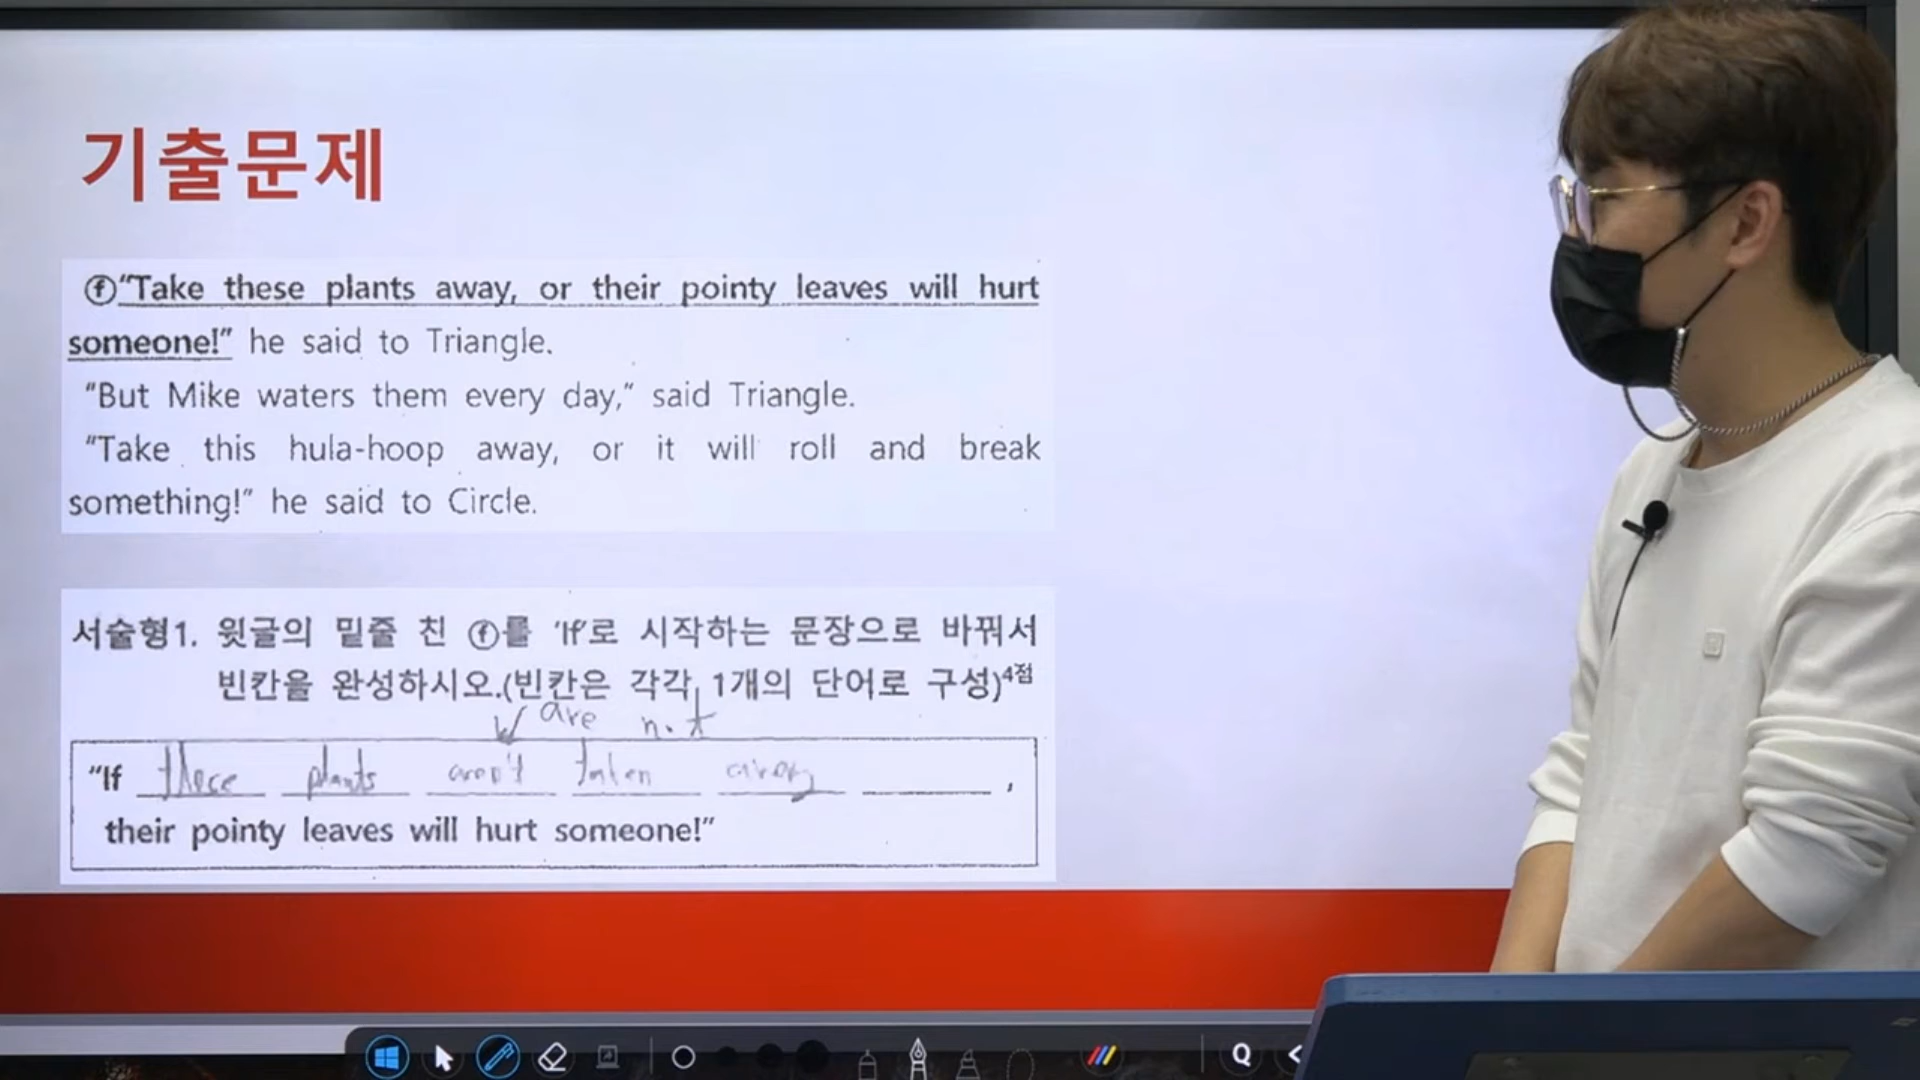 기출문제
ⓕ“Take these plants away, or their pointy leaves will hurt
someone!” he said to Triangle.
“But Mike waters them every day,” said Triangle.
“Take this hula-hoop away, or it will roll and break
something!” he said to Circle.
서술형1. 윗글의 밑줄 친 ⓕ를 ‘If’로 시작하는 문장으로 바꿔서
빈칸을 완성하시오.(빈칸은 각각 1개의 단어로 구성)4점
are not
“If these plants aren't taken away ,
their pointy leaves will hurt someone!”